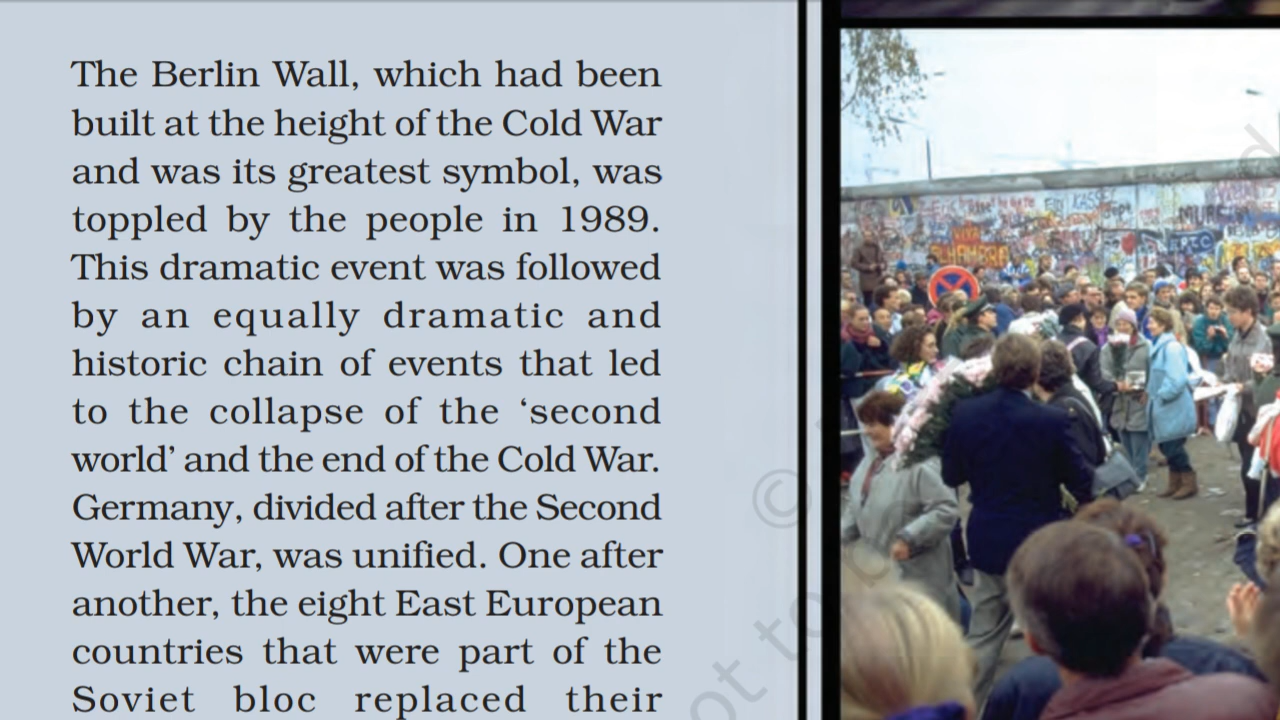 The Berlin Wall, which had been
built at the height of the Cold War
and was its greatest symbol, was
toppled by the people in 1989.
This dramatic event was followed
by an equally dramatic and
historic chain of events that led
to the collapse of the ‘second
world’ and the end of the Cold War.
Germany, divided after the Second
World War, was unified. One after
another, the eight East European
countries that were part of the
Soviet bloc replaced their
©
not to b
VIVA
ALHAMBRA